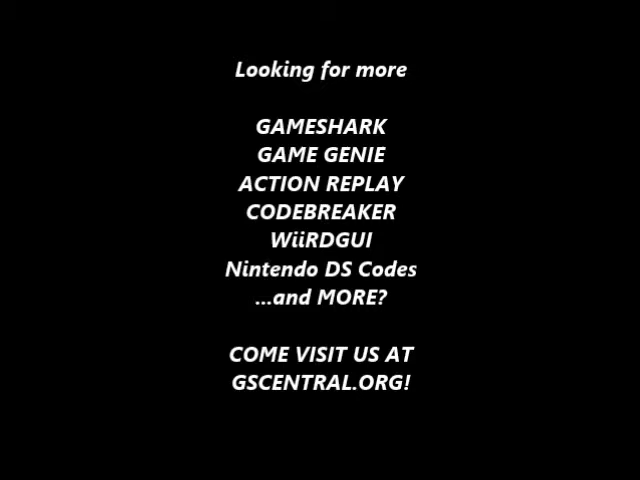 Looking for more
GAMESHARK
GAME GENIE
ACTION REPLAY
CODEBREAKER
WiiRDGUI
Nintendo DS Codes
...and MORE?
COME VISIT US AT
GSCENTRAL.ORG!